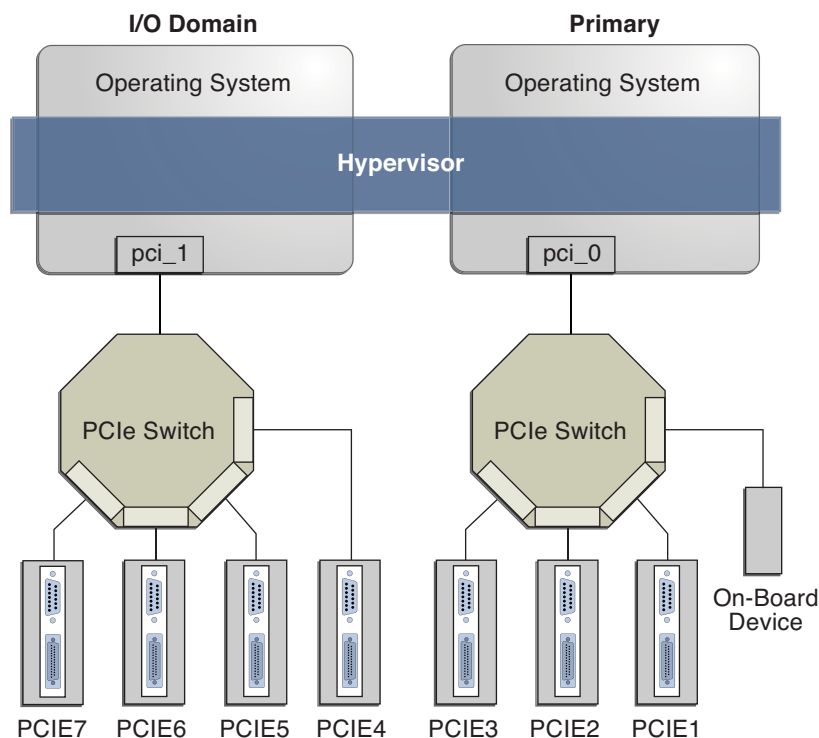 I/O Domain
Primary
Operating System
Operating System
Hypervisor
pci_1
pci_0
PCIe Switch
PCIe Switch
On-Board
Device
PCIE7
PCIE6
PCIE5
PCIE4
PCIE3
PCIE2
PCIE1